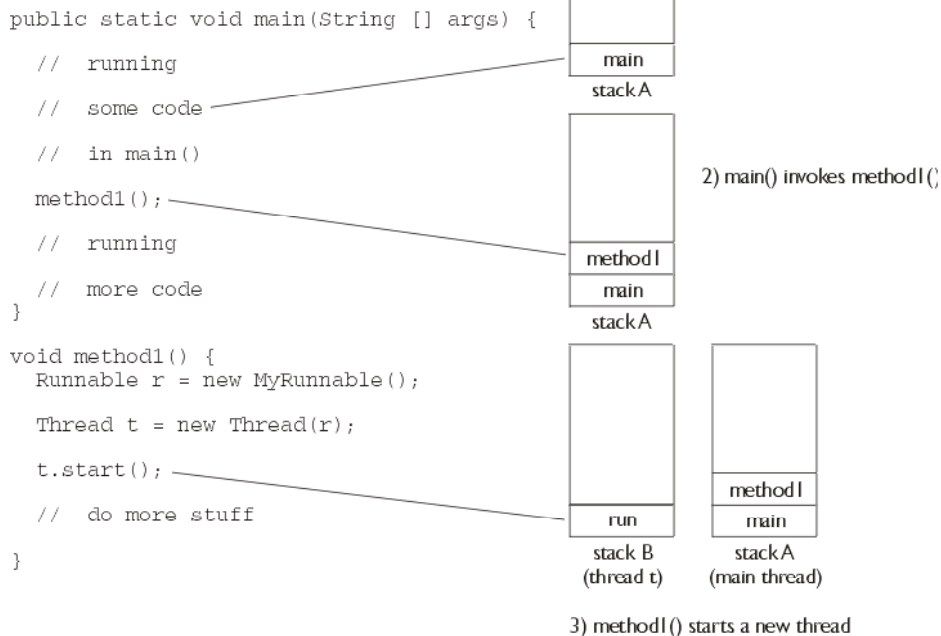 public static void main(String [] args) {
//  running
//  some code
//  in main()
method1();
//  running
//  more code
}
void method1() {
Runnable r = new MyRunnable();
Thread t = new Thread(r);
t.start();
//  do more stuff
}
main
stack A
2) main() invokes method1()
method1
main
stack A
run
stack B
(thread t)
method1
main
stack A
(main thread)
3) method1() starts a new thread